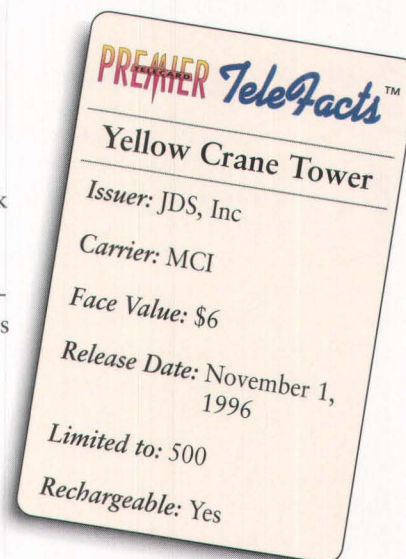 PREMIER TeleFacts™
TELECARD
Yellow Crane Tower
Issuer: JDS, Inc
Carrier: MCI
Face Value: $6
Release Date: November 1,
1996
Limited to: 500
Rechargeable: Yes
k
-
s